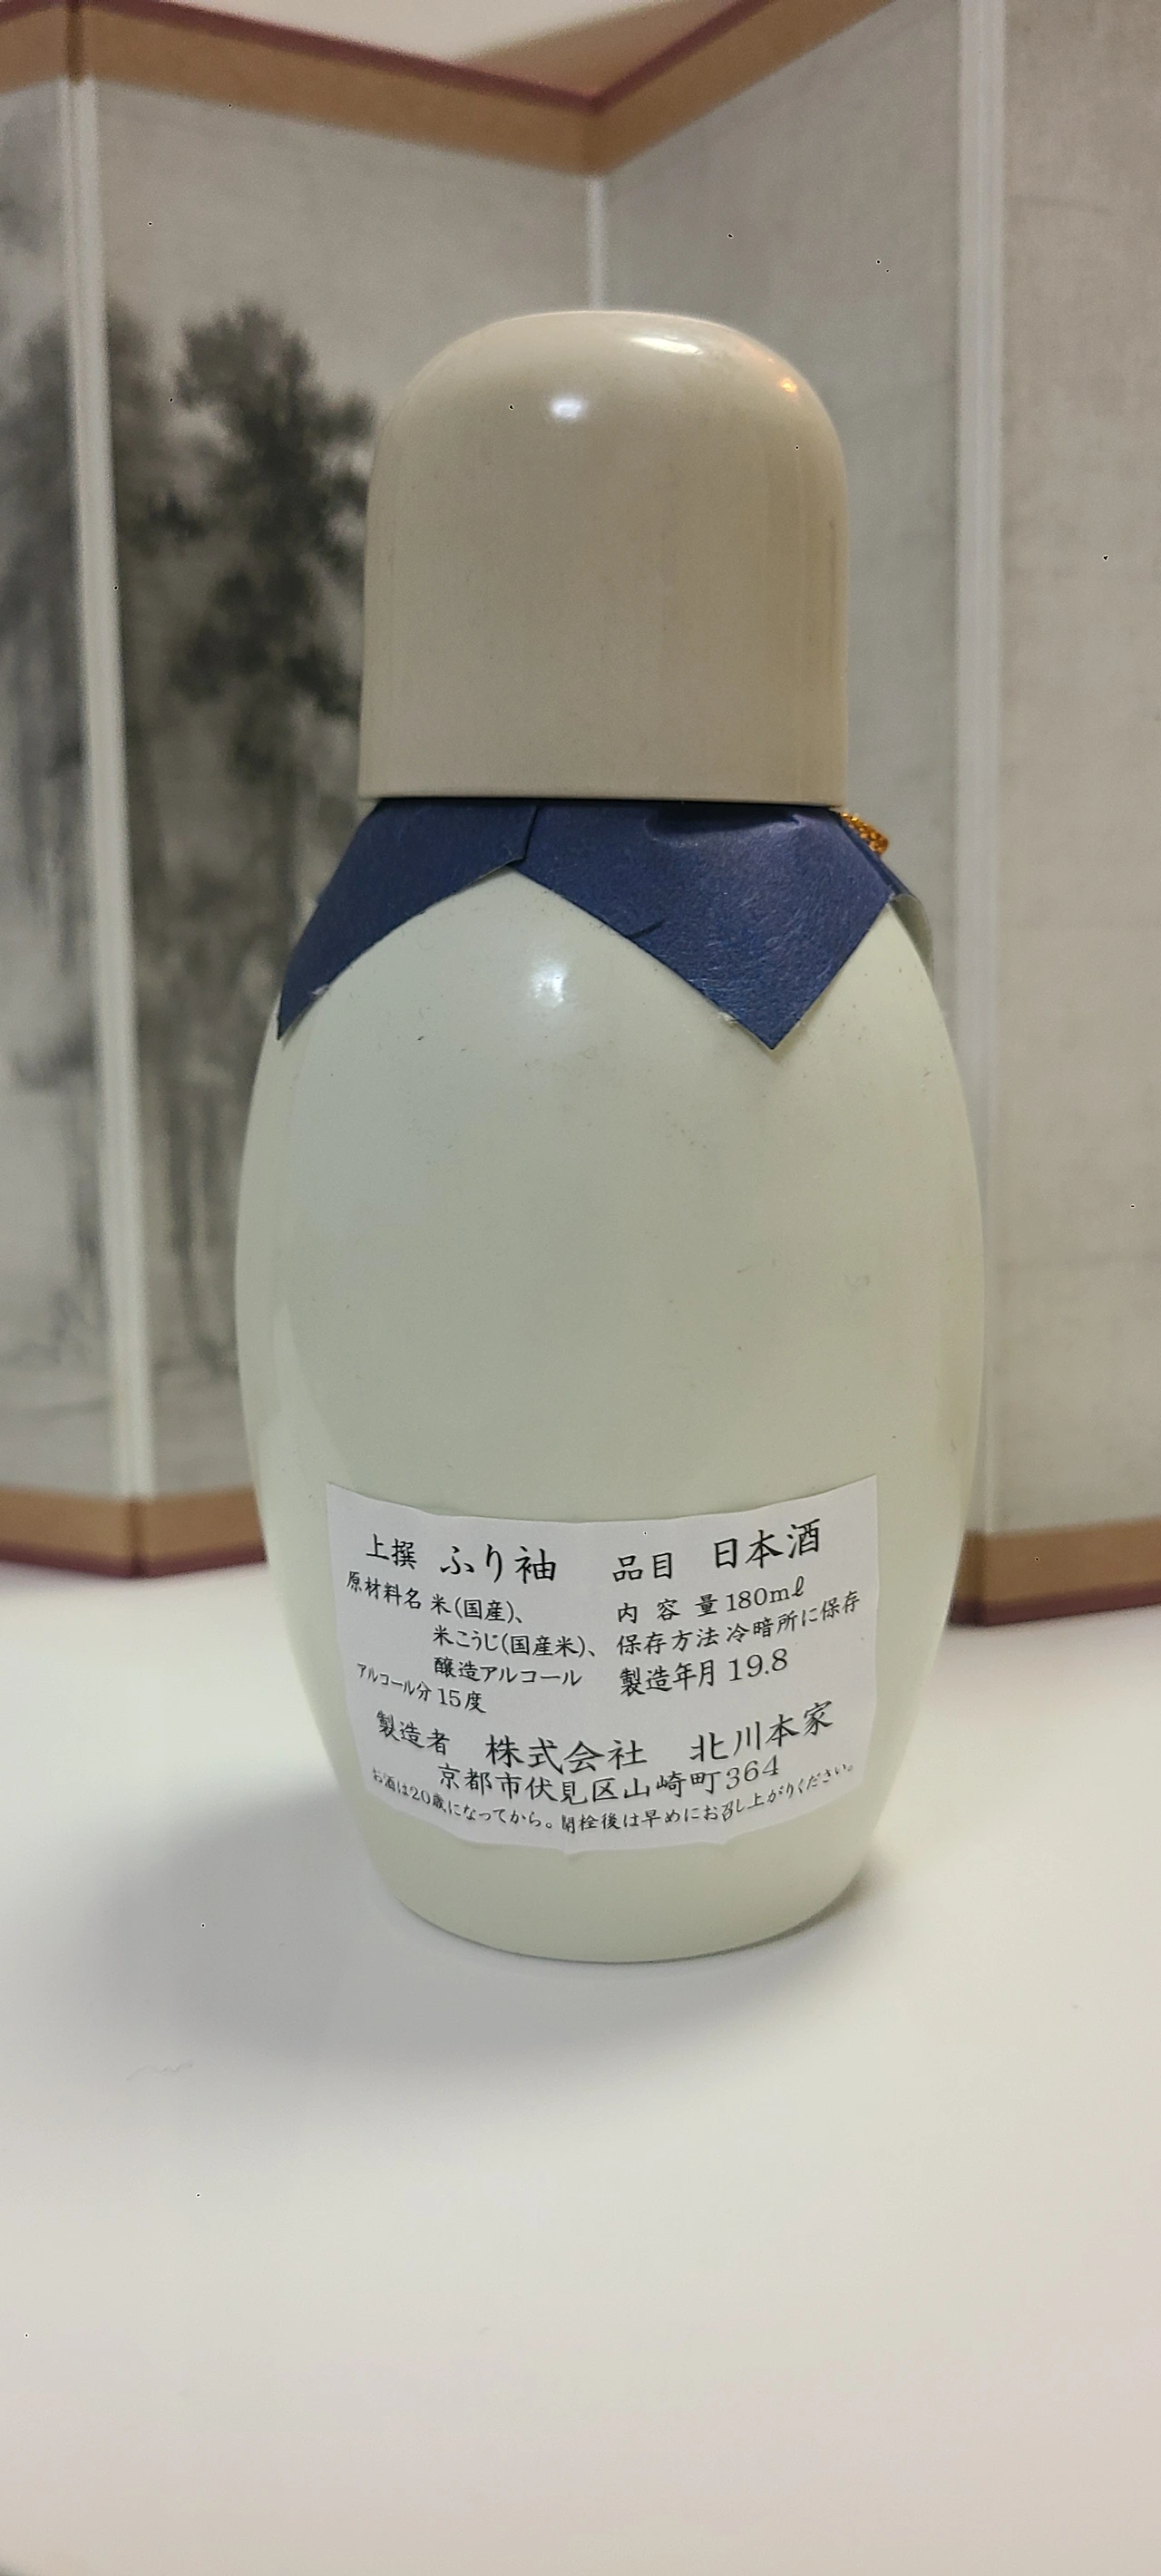 上撰 ふり袖 品目 日本酒
原材料名 米(国産)、 内容量 180mℓ
米こうじ(国産米)、 保存方法 冷暗所に保存
醸造アルコール 製造年月 19.8
アルコール分 15度
製造者 株式会社 北川本家
京都市伏見区山崎町364
お酒は20歳になってから。開栓後は早めにお召し上がりください。